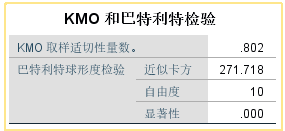 KMO 和巴特利特检验
KMO 取样适切性量数。 .802
巴特利特球形度检验 近似卡方 271.718
自由度 10
显著性 .000